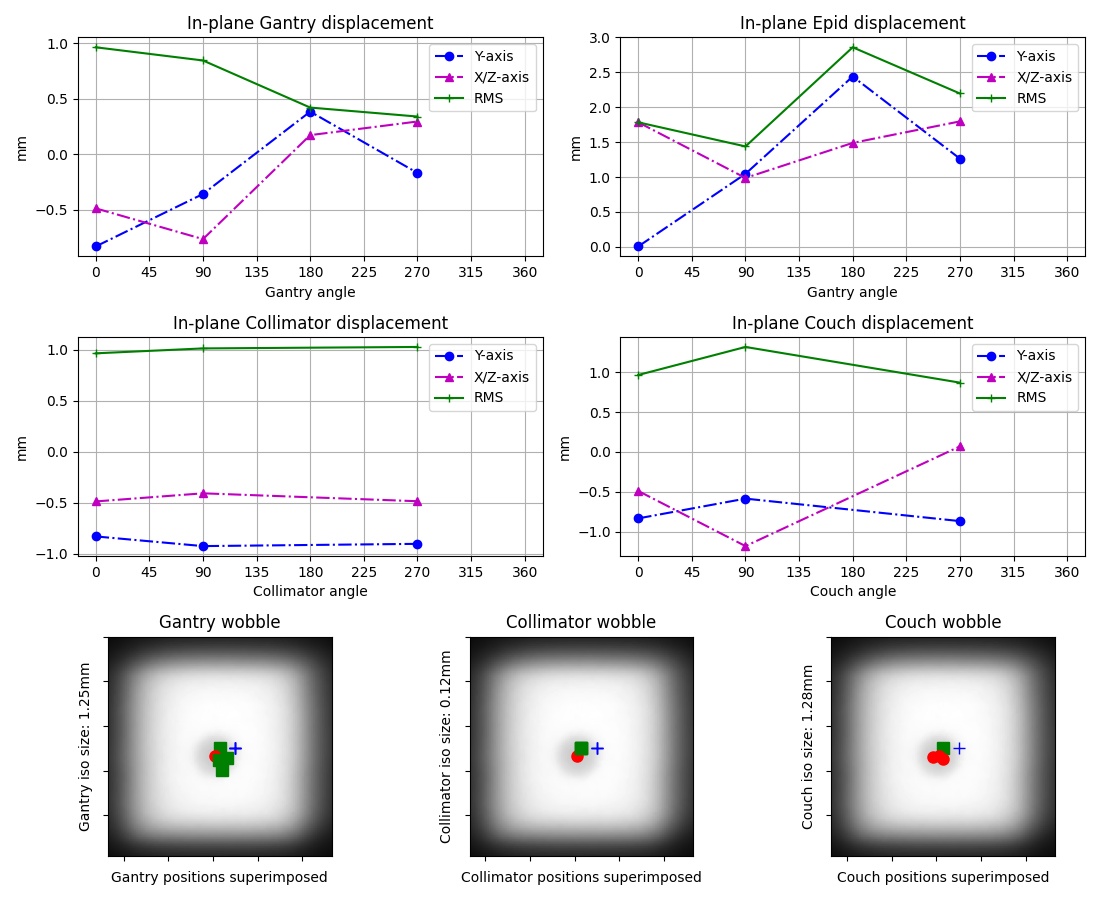 In-plane Gantry displacement
1.0
0.5
0.0
−0.5
mm
0 45 90 135 180 225 270 315 360
Gantry angle
Y-axis
X/Z-axis
RMS
In-plane Epid displacement
3.0
2.5
2.0
1.5
1.0
0.5
0.0
mm
0 45 90 135 180 225 270 315 360
Gantry angle
Y-axis
X/Z-axis
RMS
In-plane Collimator displacement
1.0
0.5
0.0
−0.5
−1.0
mm
0 45 90 135 180 225 270 315 360
Collimator angle
Y-axis
X/Z-axis
RMS
In-plane Couch displacement
1.0
0.5
0.0
−0.5
−1.0
mm
0 45 90 135 180 225 270 315 360
Couch angle
Y-axis
X/Z-axis
RMS
Gantry wobble
Gantry iso size: 1.25mm
Gantry positions superimposed
Collimator wobble
Collimator iso size: 0.12mm
Collimator positions superimposed
Couch wobble
Couch iso size: 1.28mm
Couch positions superimposed